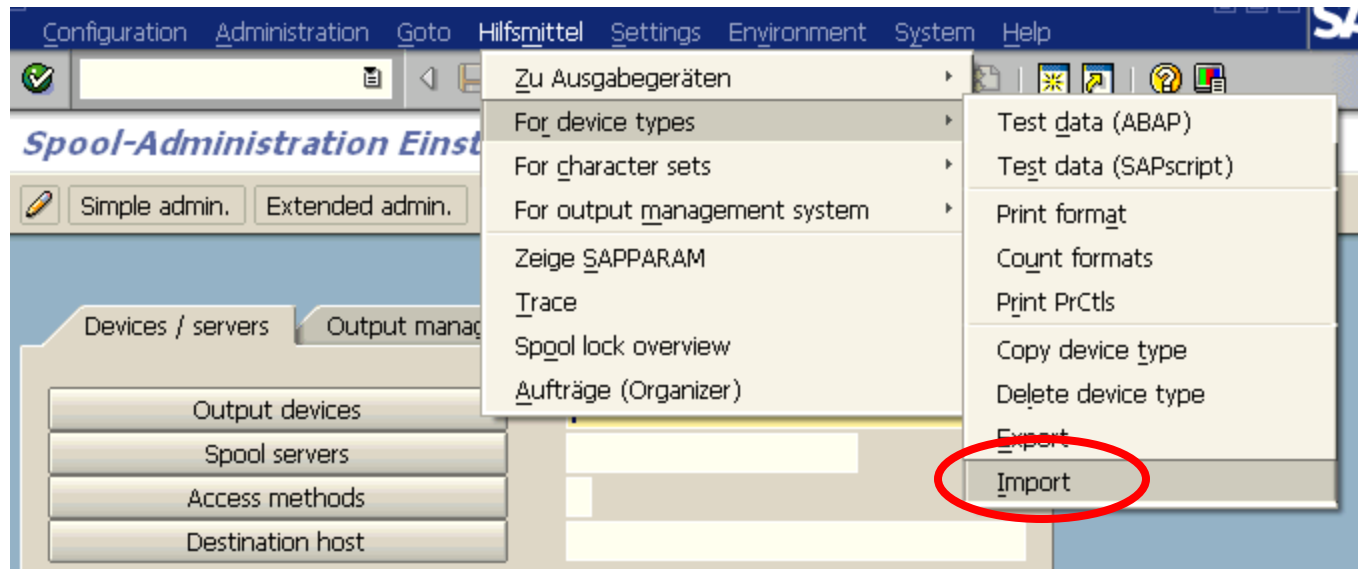 Configuration Administration Goto Hilfsmittel Settings Environment System Help
Zu Ausgabegeräten
For device types
For character sets
For output management system
Zeige SAPPARAM
Trace
Spool lock overview
Aufträge (Organizer)
Test data (ABAP)
Test data (SAPscript)
Print format
Count formats
Print PrCtls
Copy device type
Delete device type
Export
Import
Spool-Administration Einst
Simple admin. Extended admin.
Devices / servers Output manag
Output devices
Spool servers
Access methods
Destination host